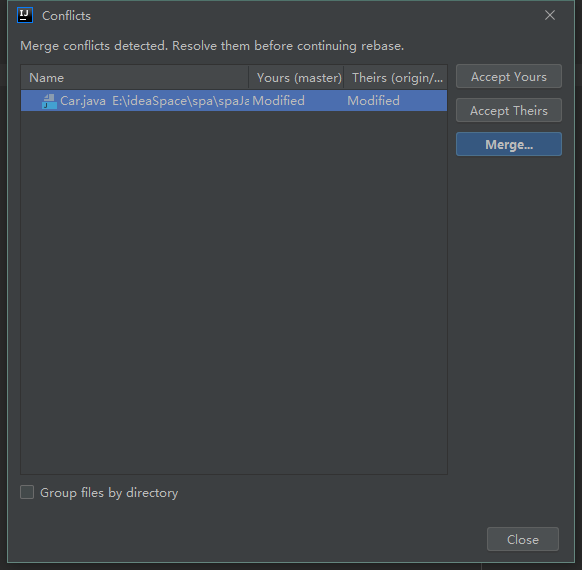 IJ Conflicts
Merge conflicts detected. Resolve them before continuing rebase.
Name Yours (master) Theirs (origin/...
Car.java E:\ideaSpace\spa\spaJa Modified Modified
Accept Yours
Accept Theirs
Merge...
Group files by directory
Close